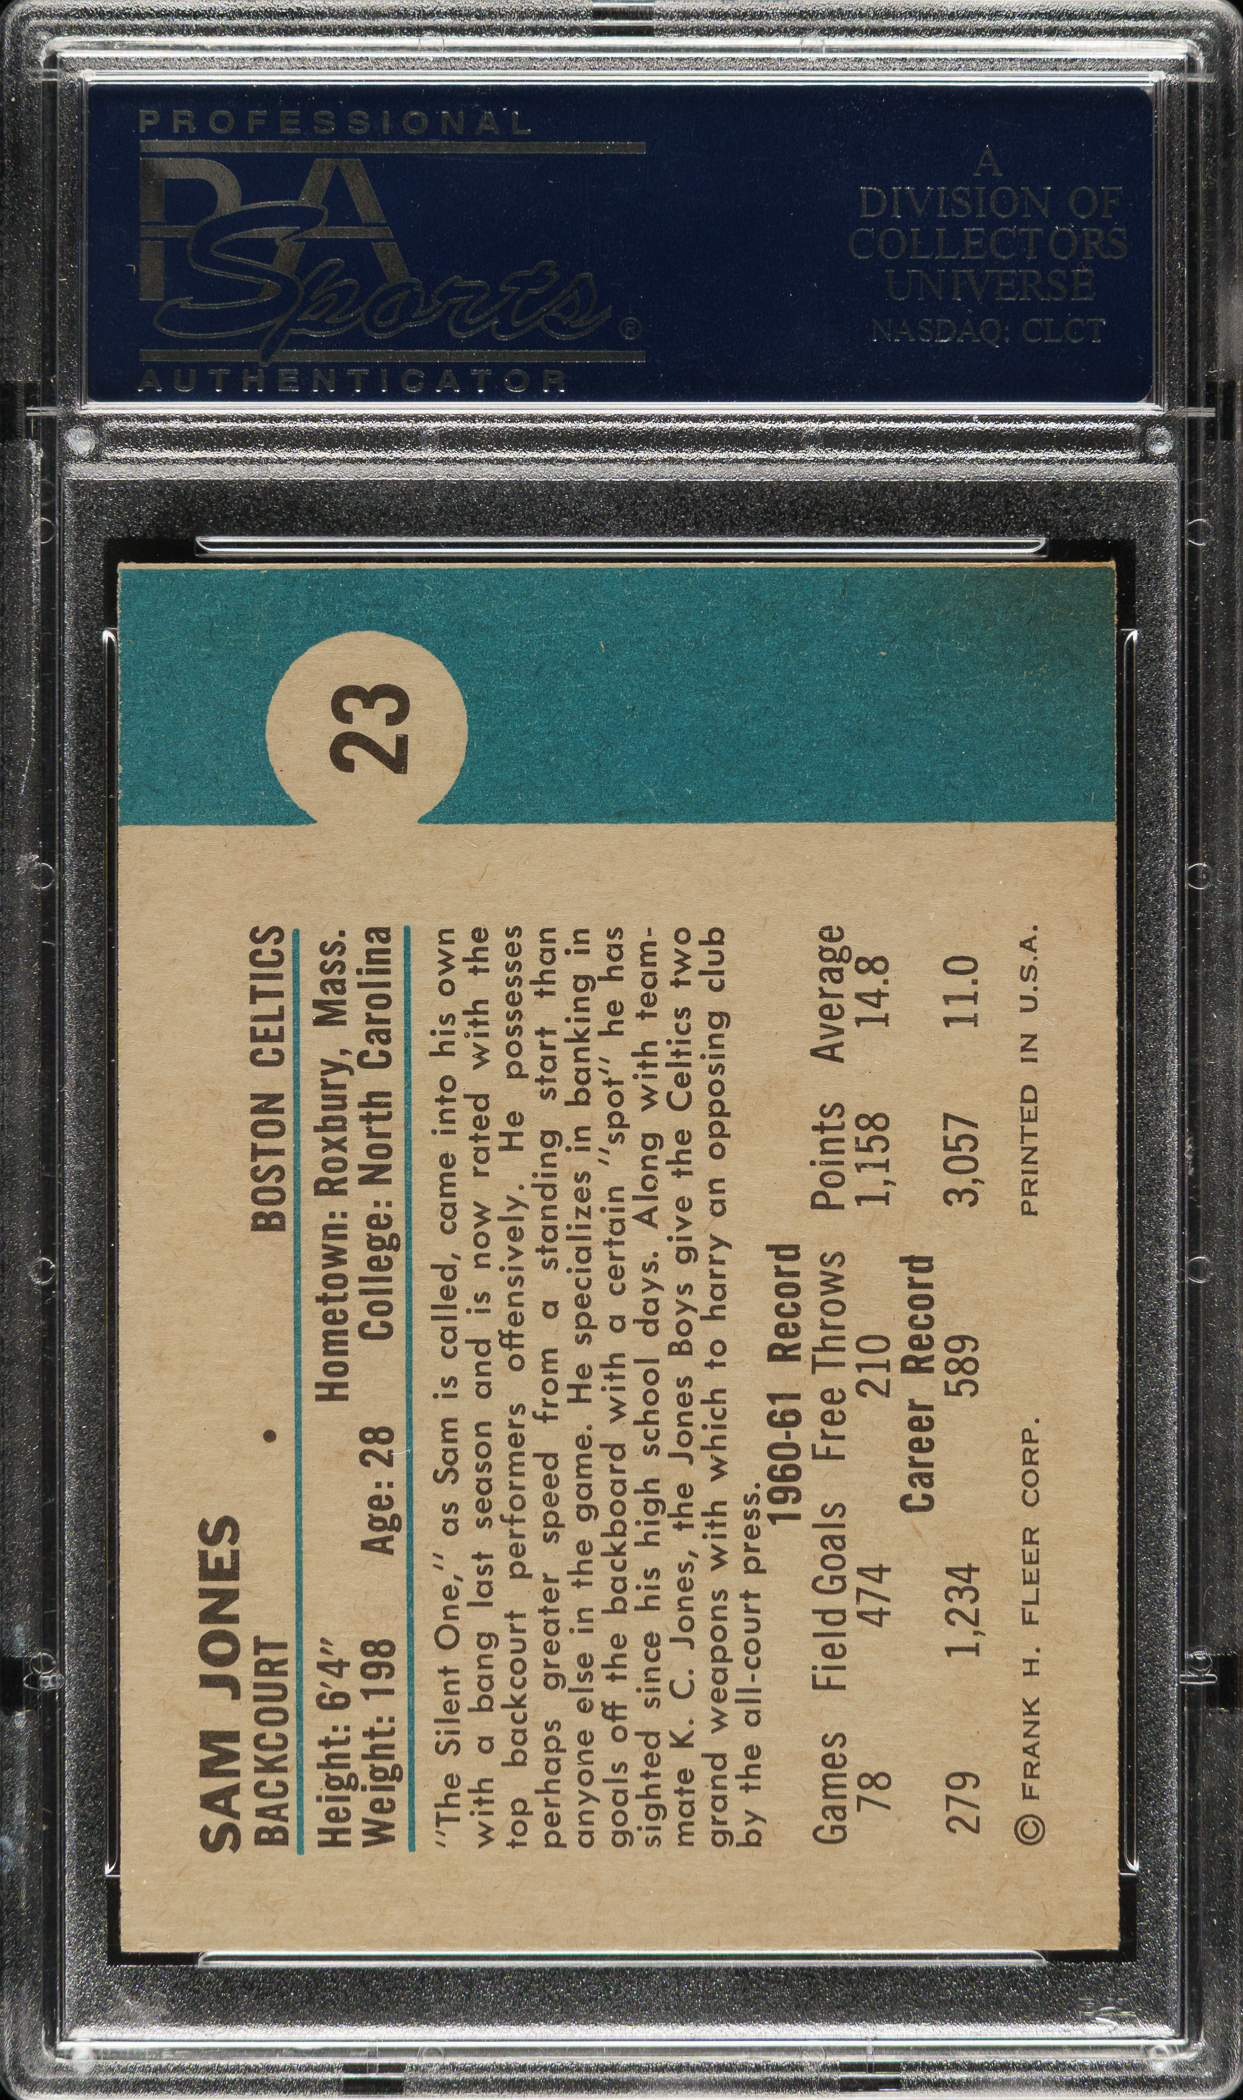 PROFESSIONAL
PSA
Sports®
AUTHENTICATOR
A
DIVISION OF
COLLECTORS
UNIVERSE
NASDAQ: CLCT
23
SAM JONES
BACKCOURT • BOSTON CELTICS
Height: 6'4" Hometown: Roxbury, Mass.
Weight: 198 Age: 28 College: North Carolina
"The Silent One," as Sam is called, came into his own
with a bang last season and is now rated with the
top backcourt performers offensively. He possesses
perhaps greater speed from a standing start than
anyone else in the game. He specializes in banking in
goals off the backboard with a certain "spot" he has
sighted since his high school days. Along with team-
mate K. C. Jones, the Jones Boys give the Celtics two
grand weapons with which to harry an opposing club
by the all-court press.
1960-61 Record
Games Field Goals Free Throws Points Average
78 474 210 1,158 14.8
Career Record
279 1,234 589 3,057 11.0
© FRANK H. FLEER CORP. PRINTED IN U.S.A.